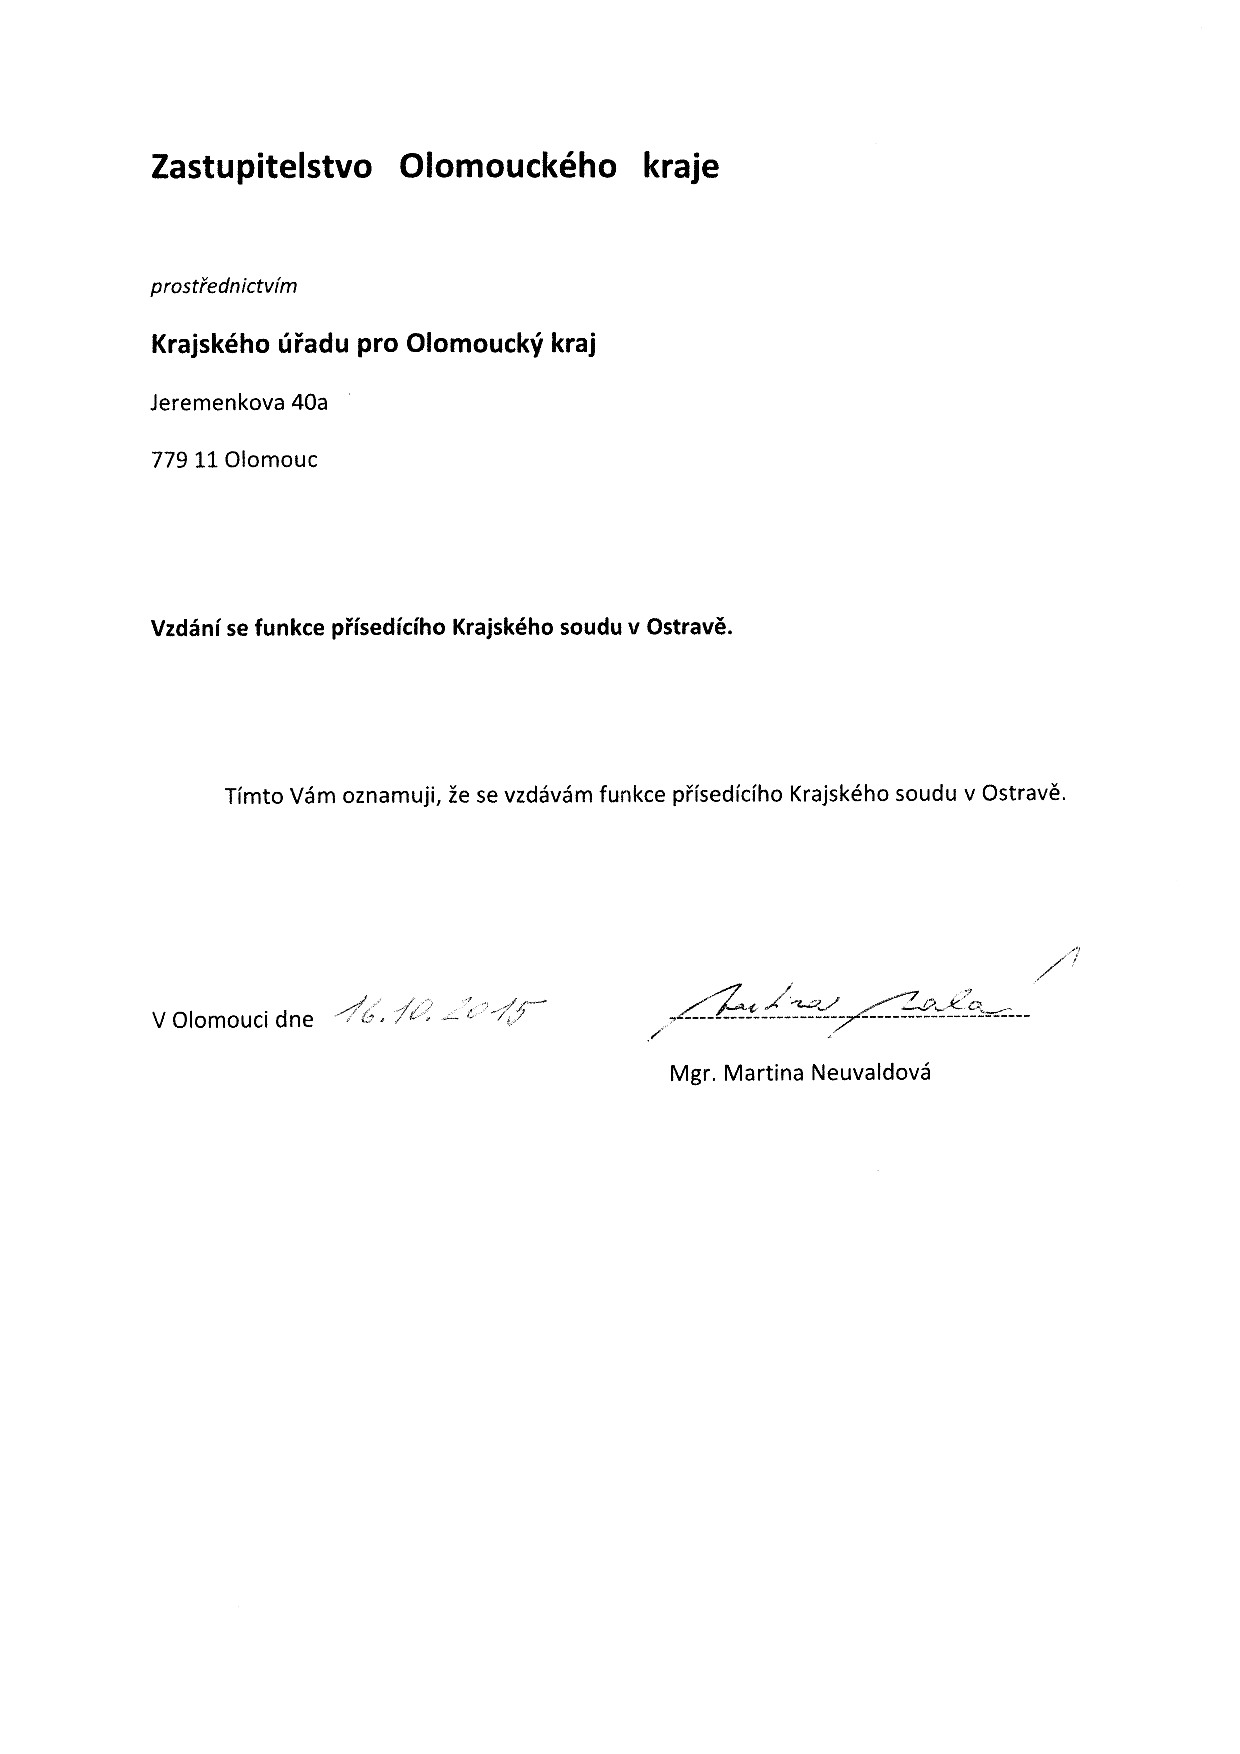 Zastupitelstvo Olomouckého kraje
prostřednictvím
Krajského úřadu pro Olomoucký kraj
Jeremenkova 40a
779 11 Olomouc
Vzdání se funkce přísedícího Krajského soudu v Ostravě.
Tímto Vám oznamuji, že se vzdávám funkce přísedícího Krajského soudu v Ostravě.
V Olomouci dne 16.10.2015
Mgr. Martina Neuvaldová